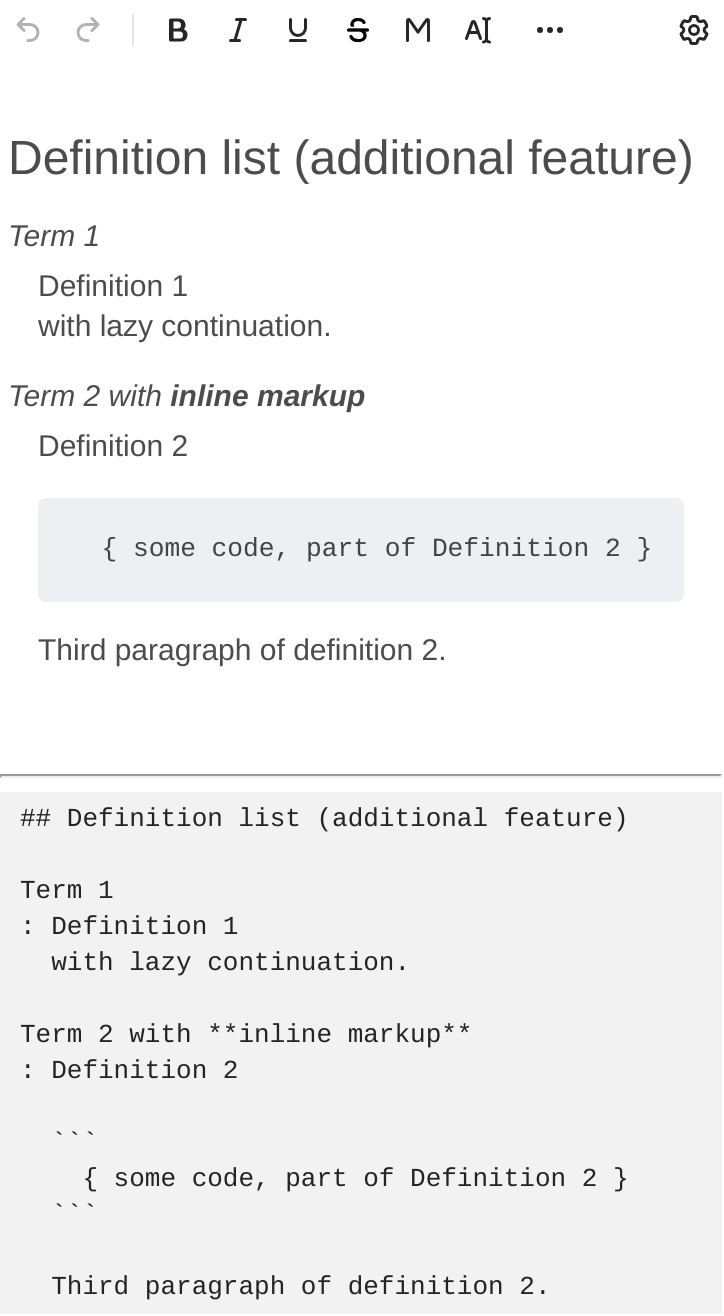 B I U S M AI
Definition list (additional feature)
Term 1
Definition 1
with lazy continuation.
Term 2 with inline markup
Definition 2
{ some code, part of Definition 2 }
Third paragraph of definition 2.
## Definition list (additional feature)
Term 1
: Definition 1
  with lazy continuation.
Term 2 with **inline markup**
: Definition 2
  ```
    { some code, part of Definition 2 }
  ```
  Third paragraph of definition 2.